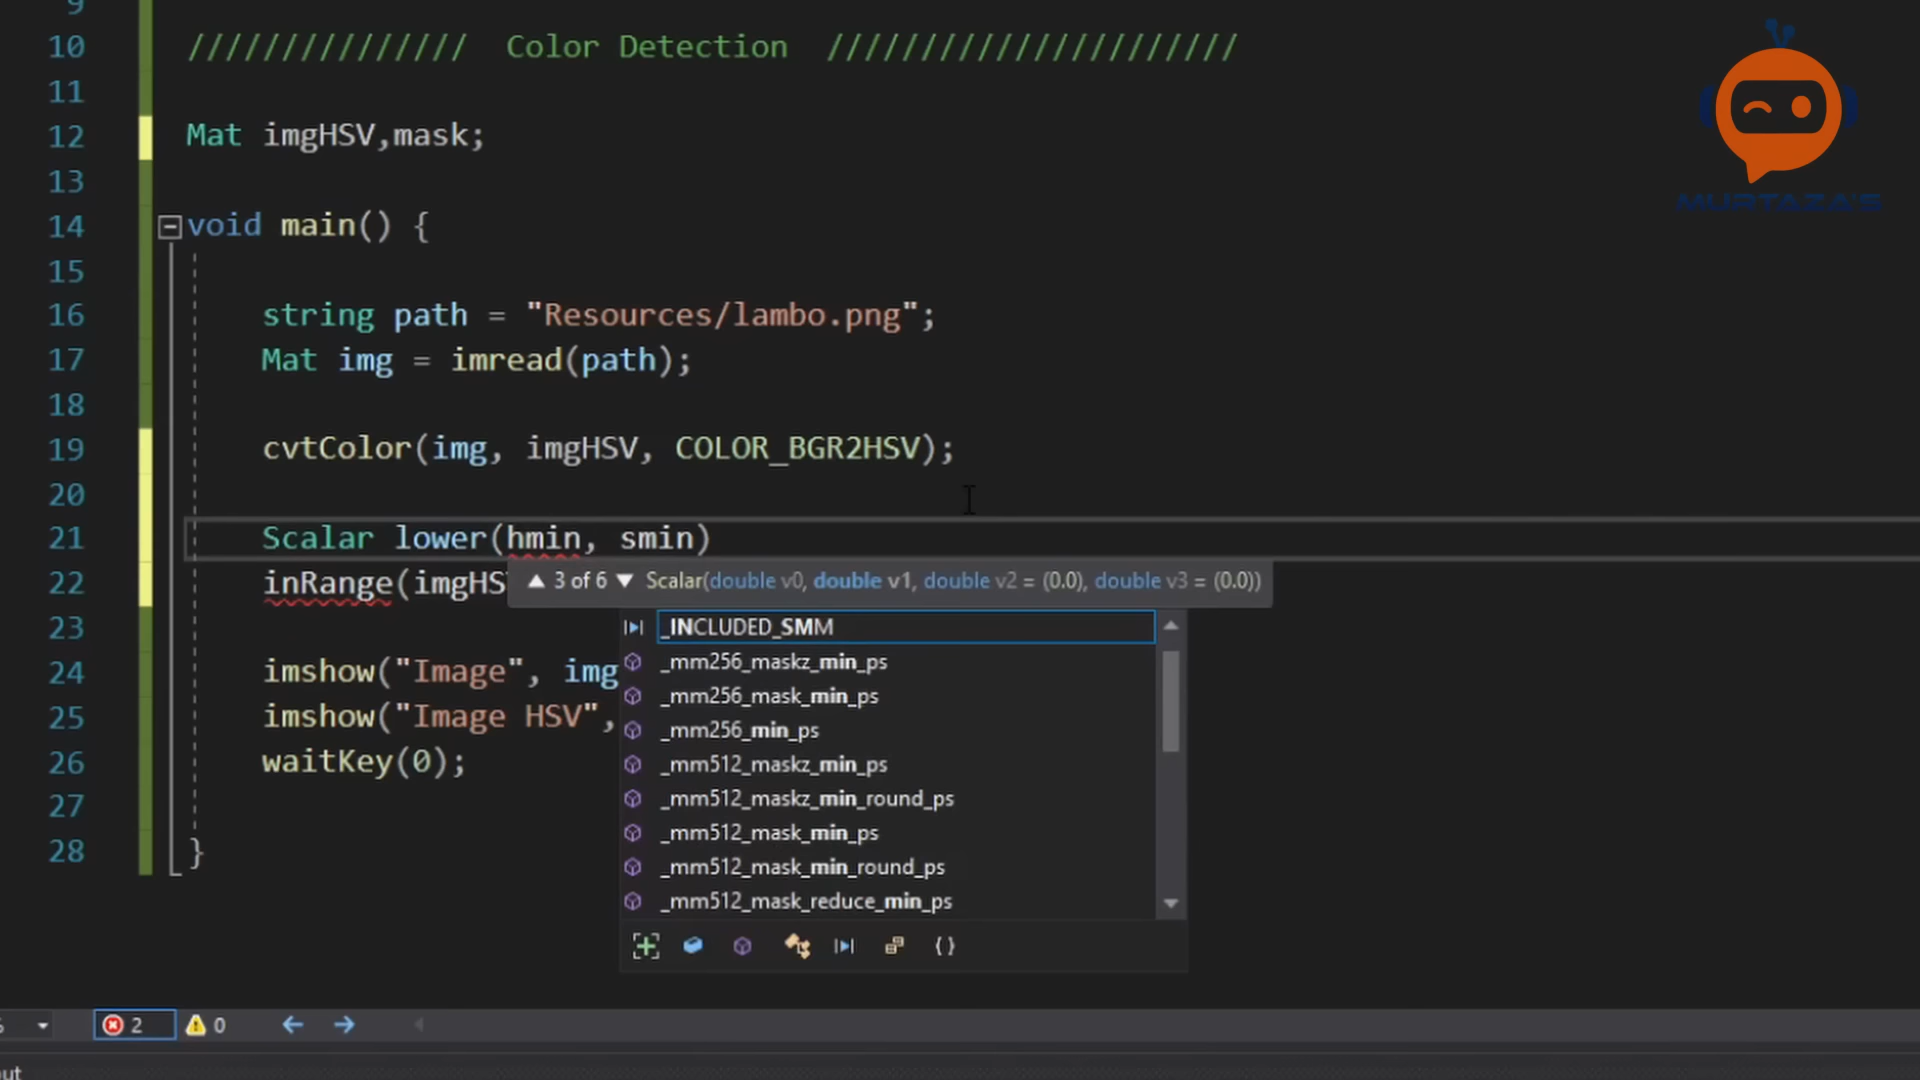 9
10 /////////////// Color Detection //////////////////////
11
12 Mat imgHSV,mask;
13
14 void main() {
15
16 string path = "Resources/lambo.png";
17 Mat img = imread(path);
18
19 cvtColor(img, imgHSV, COLOR_BGR2HSV);
20
21 Scalar lower(hmin, smin)
22 inRange(imgHS
3 of 6 Scalar(double v0, double v1, double v2 = (0.0), double v3 = (0.0))
23
24 imshow("Image", img
25 imshow("Image HSV",
26 waitKey(0);
27
28 }
_INCLUDED_SMM
_mm256_maskz_min_ps
_mm256_mask_min_ps
_mm256_min_ps
_mm512_maskz_min_ps
_mm512_maskz_min_round_ps
_mm512_mask_min_ps
_mm512_mask_min_round_ps
_mm512_mask_reduce_min_ps
2 0
MURTAZA'S